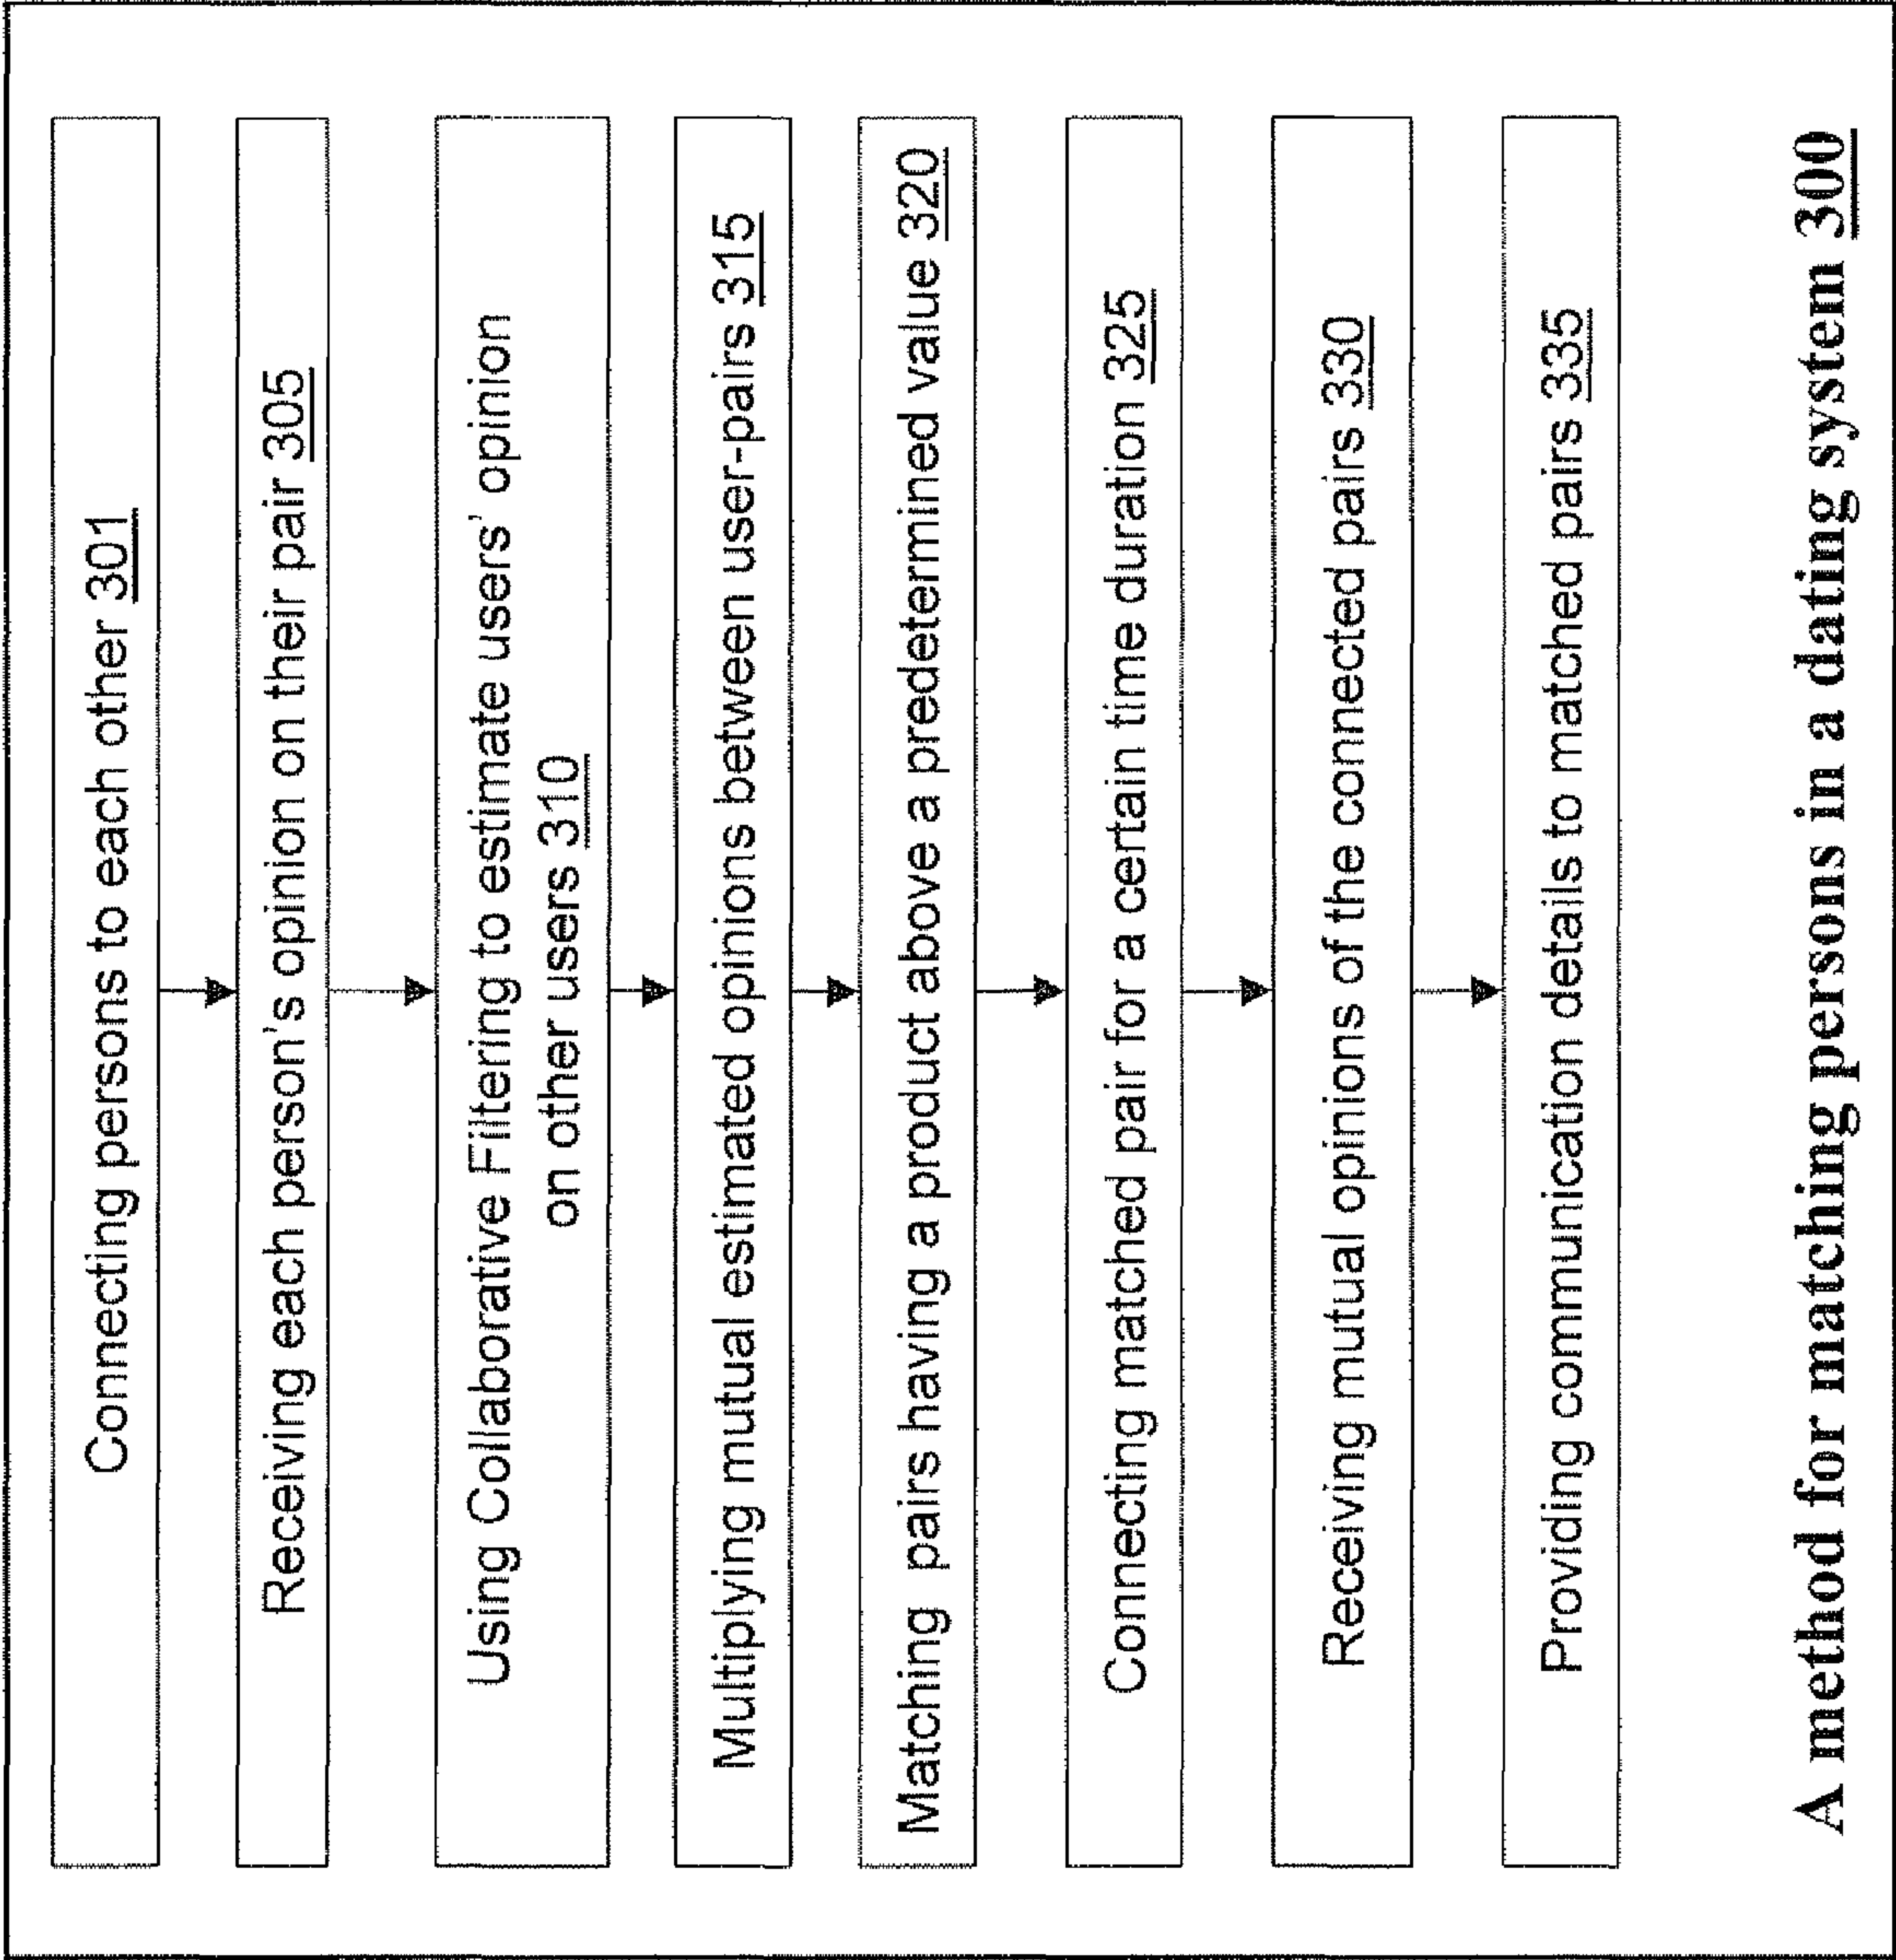 Connecting persons to each other 301
Receiving each person's opinion on their pair 305
Using Collaborative Filtering to estimate users' opinion
on other users 310
Multiplying mutual estimated opinions between user-pairs 315
Matching pairs having a product above a predetermined value 320
Connecting matched pair for a certain time duration 325
Receiving mutual opinions of the connected pairs 330
Providing communication details to matched pairs 335
A method for matching persons in a dating system 300